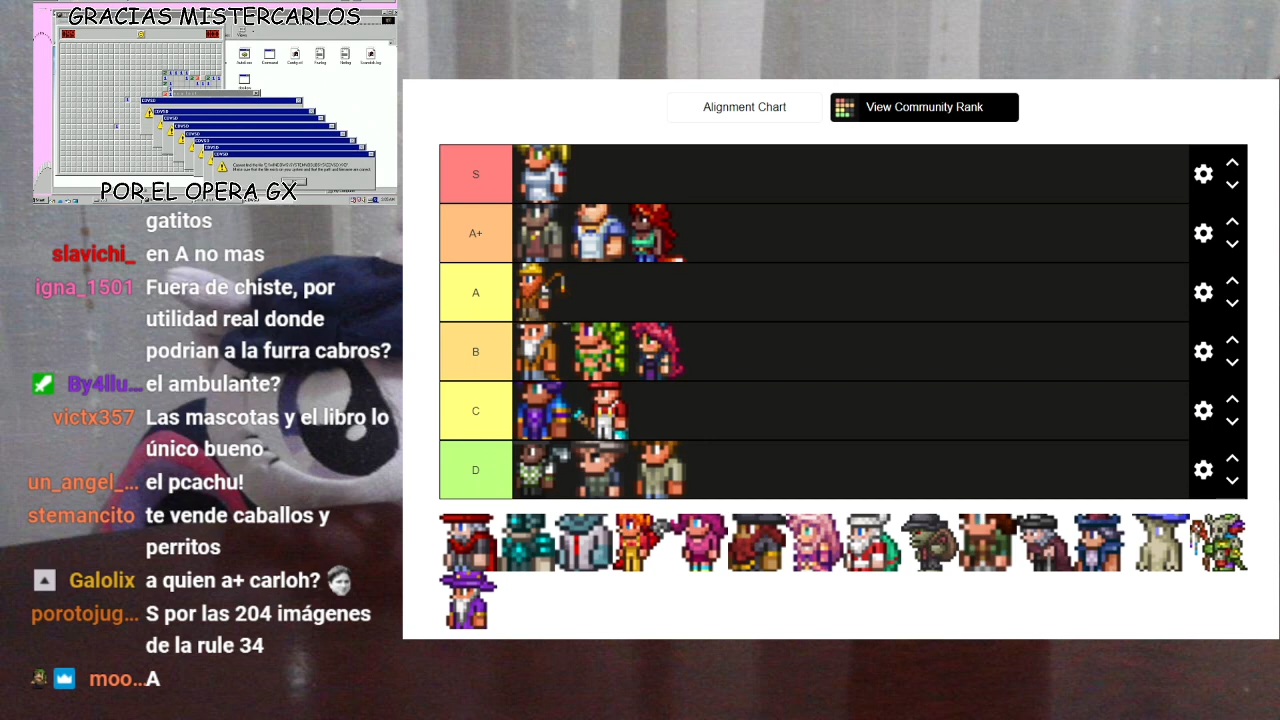 GRACIAS MISTERCARLOS
POR EL OPERA GX
gatitos
slavichi_ en A no mas
igna_1501 Fuera de chiste, por
utilidad real donde
podrian a la furra cabros?
By4llu... el ambulante?
victx357 Las mascotas y el libro lo
único bueno
un_angel_... el pcachu!
stemancito te vende caballos y
perritos
Galolix a quien a+ carloh?
porotojug... S por las 204 imágenes
de la rule 34
moo... A
Alignment Chart
View Community Rank
S
A+
A
B
C
D